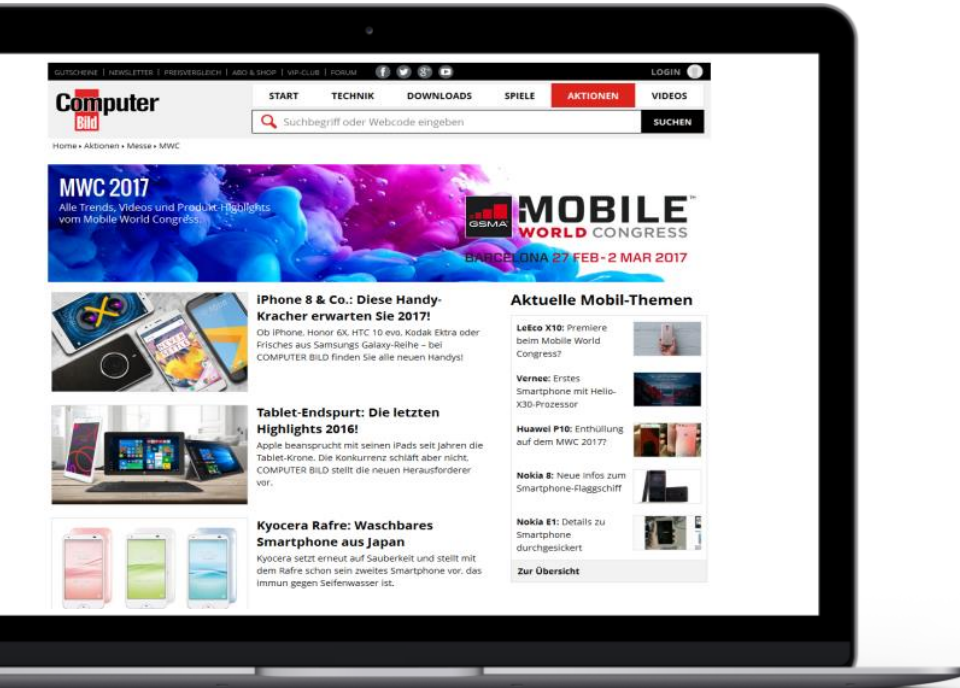 GUTSCHEINE | NEWSLETTER | PREISVERGLEICH | ABO & SHOP | VIP-CLUB | FORUM
LOGIN
Computer
Bild
START TECHNIK DOWNLOADS SPIELE AKTIONEN VIDEOS
Suchbegriff oder Webcode eingeben
SUCHEN
Home • Aktionen • Messe • MWC
MWC 2017
Alle Trends, Videos und Produkt-Highlights
vom Mobile World Congress.
GSMA
MOBILE™
WORLD CONGRESS
BARCELONA 27 FEB - 2 MAR 2017
iPhone 8 & Co.: Diese Handy-
Kracher erwarten Sie 2017!
Ob iPhone, Honor 6X, HTC 10 evo, Kodak Ektra oder
Frisches aus Samsungs Galaxy-Reihe – bei
COMPUTER BILD finden Sie alle neuen Handys!
Tablet-Endspurt: Die letzten
Highlights 2016!
Apple beansprucht mit seinen iPads seit Jahren die
Tablet-Krone. Die Konkurrenz schläft aber nicht.
COMPUTER BILD stellt die neuen Herausforderer
vor.
Kyocera Rafre: Waschbares
Smartphone aus Japan
Kyocera setzt erneut auf Sauberkeit und stellt mit
dem Rafre schon sein zweites Smartphone vor, das
immun gegen Seifenwasser ist.
Aktuelle Mobil-Themen
LeEco X10: Premiere
beim Mobile World
Congress?
Vernee: Erstes
Smartphone mit Helio-
X30-Prozessor
Huawei P10: Enthüllung
auf dem MWC 2017?
Nokia 8: Neue Infos zum
Smartphone-Flaggschiff
Nokia E1: Details zu
Smartphone
durchgesickert
Zur Übersicht